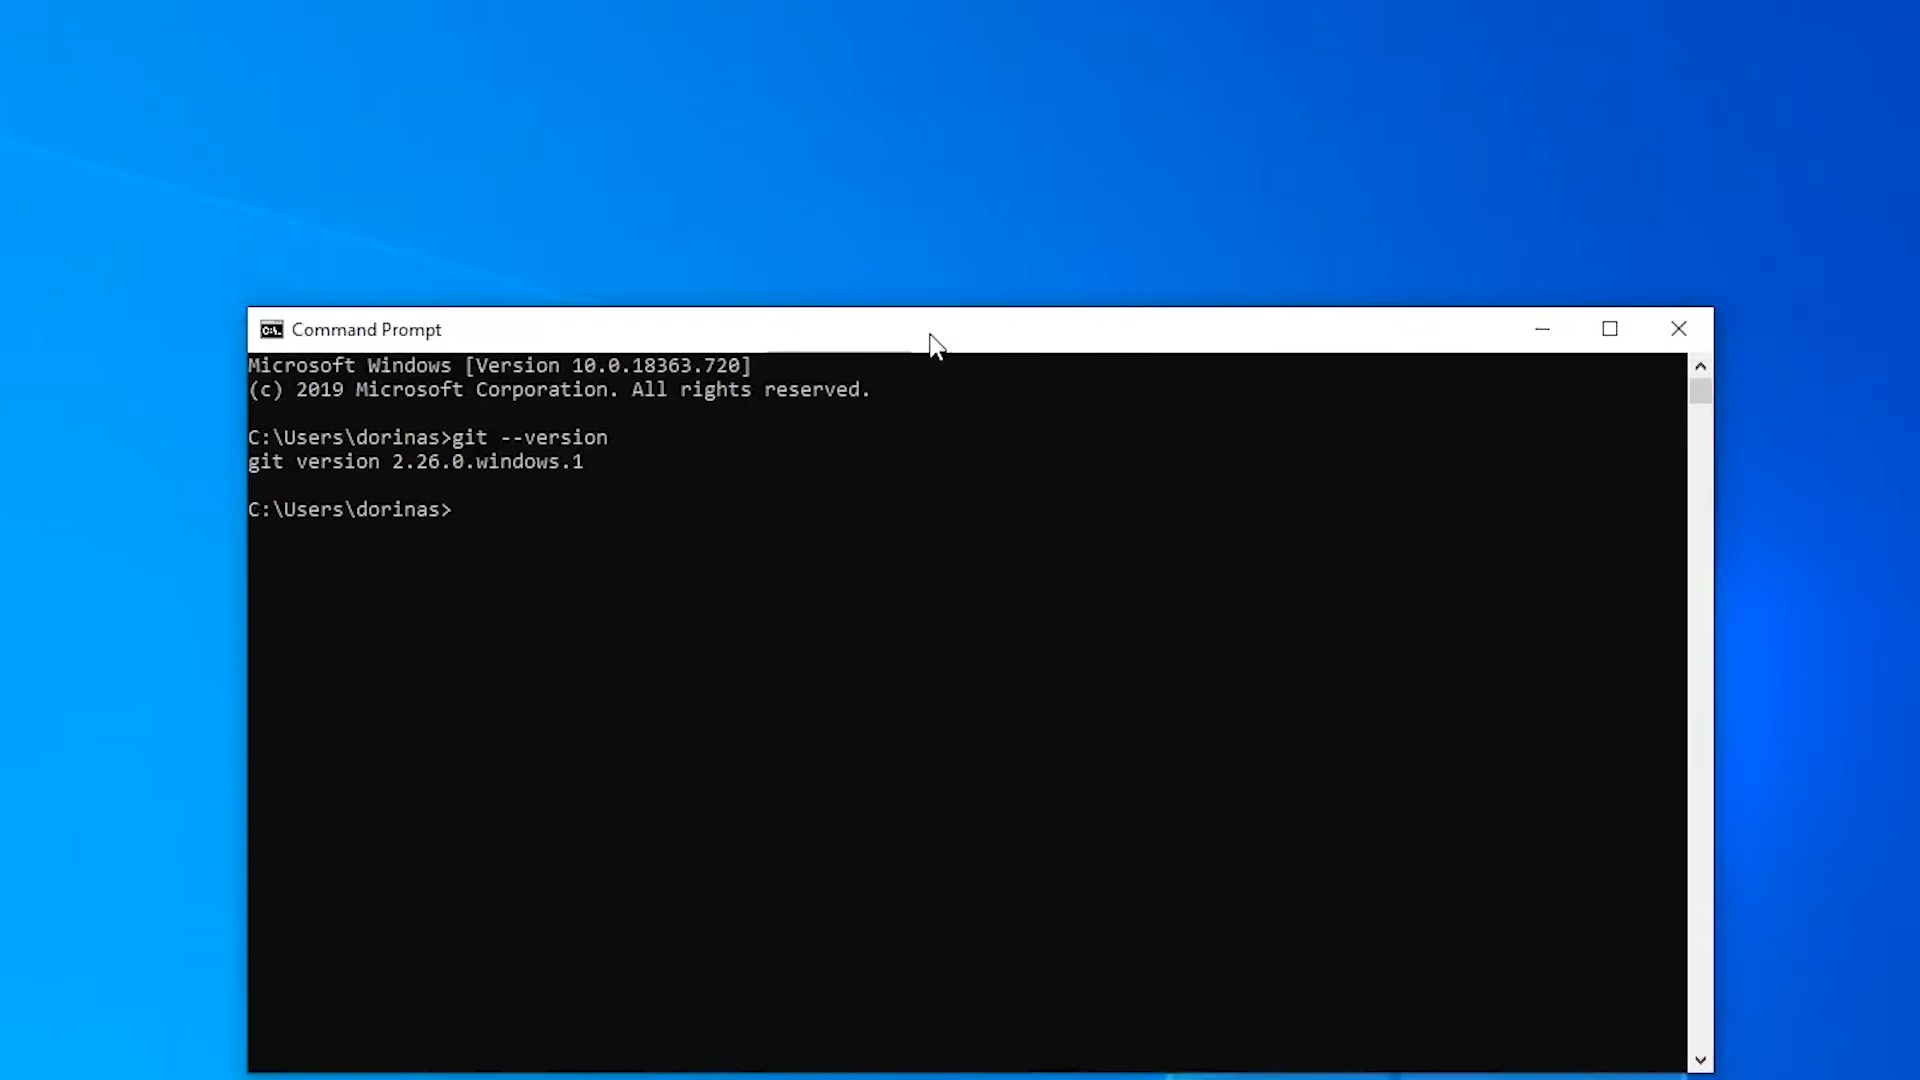 Command Prompt
Microsoft Windows [Version 10.0.18363.720]
(c) 2019 Microsoft Corporation. All rights reserved.
C:\Users\dorinas>git --version
git version 2.26.0.windows.1
C:\Users\dorinas>